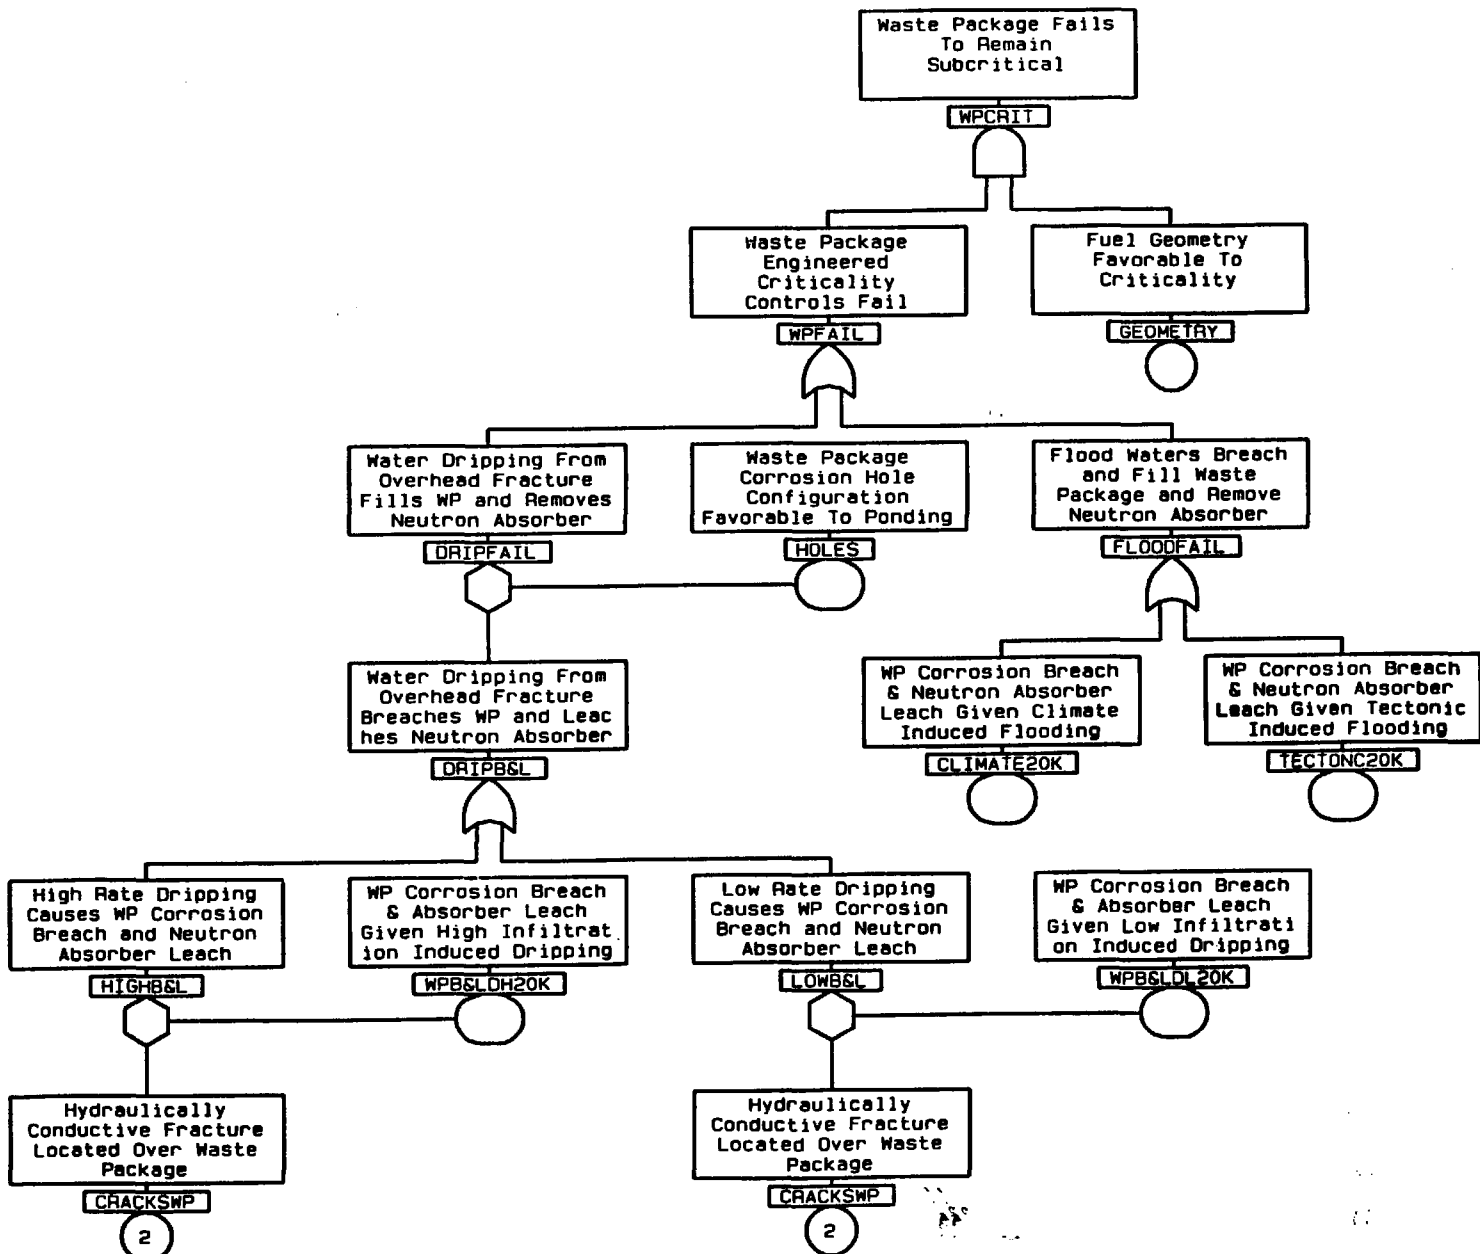 Waste Package Fails
To Remain
Subcritical
WPCRIT
Waste Package
Engineered
Criticality
Controls Fail
WPFAIL
Fuel Geometry
Favorable To
Criticality
GEOMETRY
Water Dripping From
Overhead Fracture
Fills WP and Removes
Neutron Absorber
DRIPFAIL
Waste Package
Corrosion Hole
Configuration
Favorable To Ponding
HOLES
Flood Waters Breach
and Fill Waste
Package and Remove
Neutron Absorber
FLOODFAIL
Water Dripping From
Overhead Fracture
Breaches WP and Leac
hes Neutron Absorber
DRIPB&L
WP Corrosion Breach
& Neutron Absorber
Leach Given Climate
Induced Flooding
CLIMATE20K
WP Corrosion Breach
& Neutron Absorber
Leach Given Tectonic
Induced Flooding
TECTONC20K
High Rate Dripping
Causes WP Corrosion
Breach and Neutron
Absorber Leach
HIGHB&L
WP Corrosion Breach
& Absorber Leach
Given High Infiltrat
ion Induced Dripping
WPB&LDH20K
Low Rate Dripping
Causes WP Corrosion
Breach and Neutron
Absorber Leach
LOWB&L
WP Corrosion Breach
& Absorber Leach
Given Low Infiltrati
on Induced Dripping
WPB&LDL20K
Hydraulically
Conductive Fracture
Located Over Waste
Package
CRACKSWP
2
Hydraulically
Conductive Fracture
Located Over Waste
Package
CRACKSWP
2